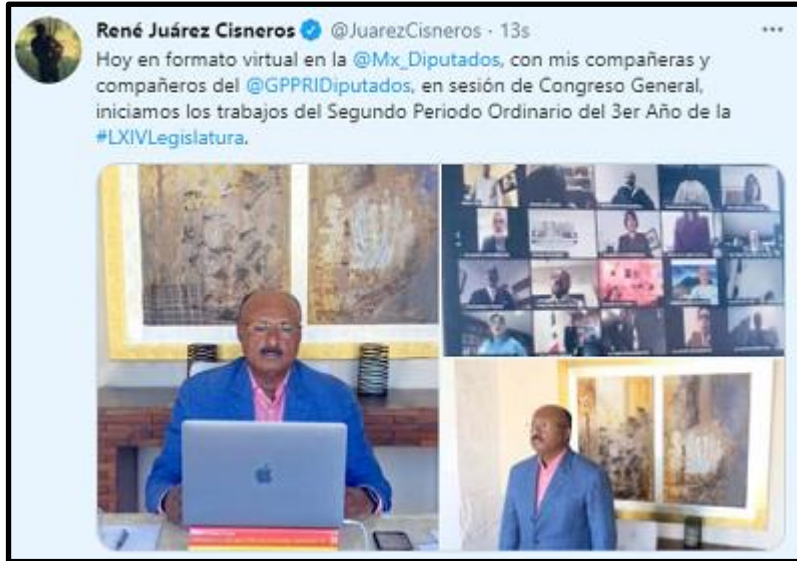 René Juárez Cisneros @JuarezCisneros · 13s
Hoy en formato virtual en la @Mx_Diputados, con mis compañeras y
compañeros del @GPPRIDiputados, en sesión de Congreso General,
iniciamos los trabajos del Segundo Periodo Ordinario del 3er Año de la
#LXIVLegislatura.